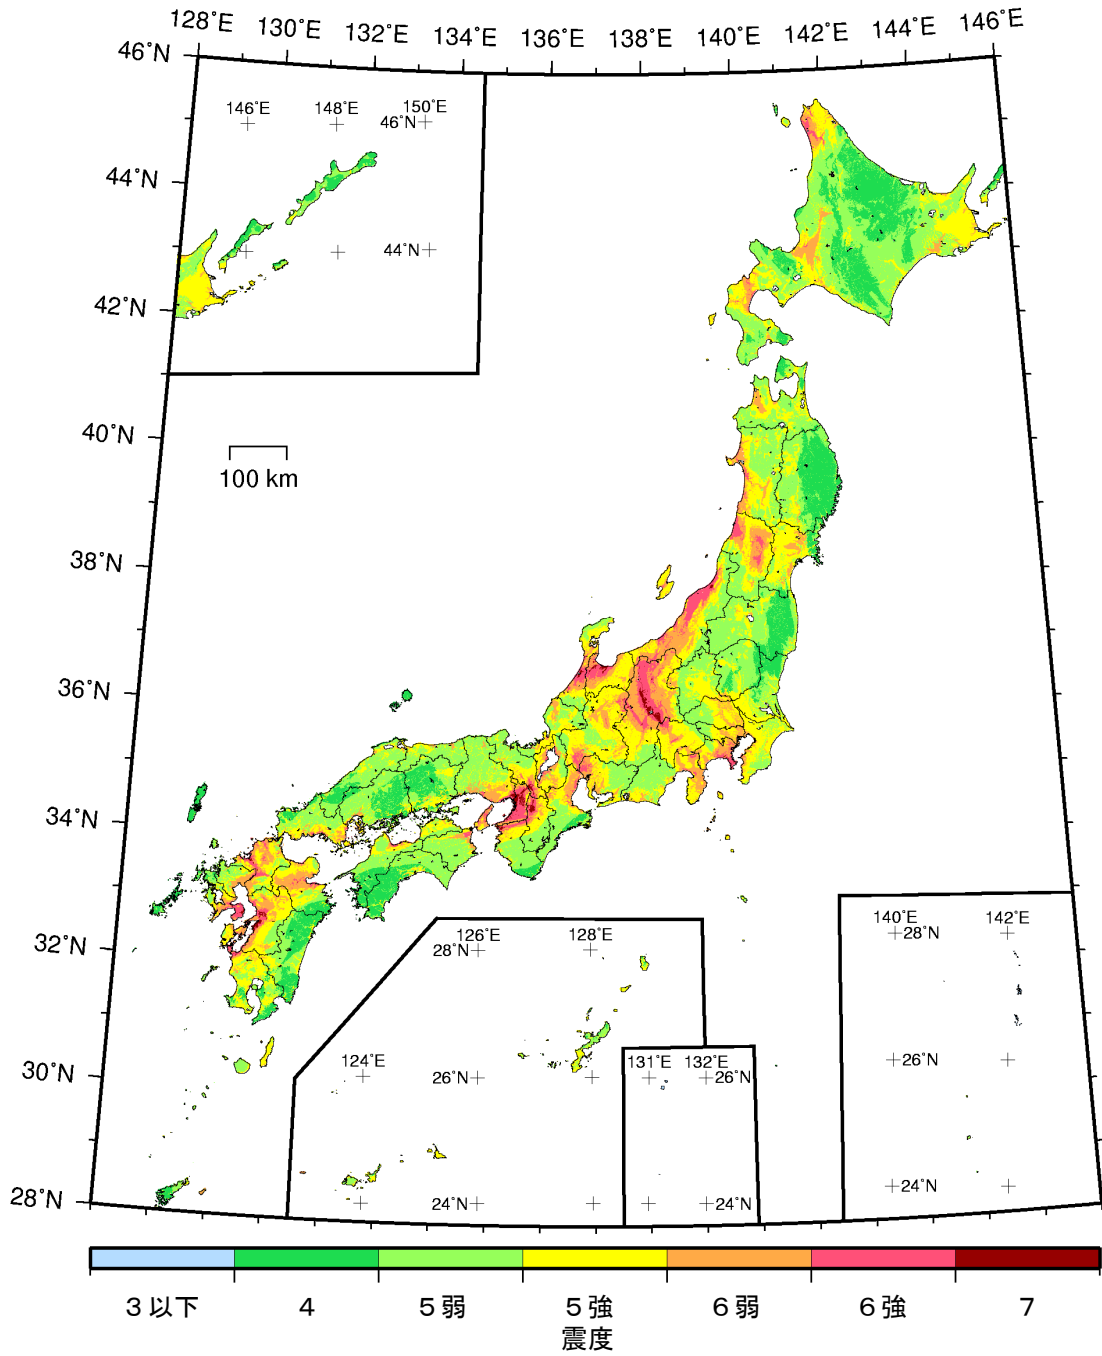 128°E 130°E 132°E 134°E 136°E 138°E 140°E 142°E 144°E 146°E
46°N
146°E 148°E 150°E
46°N
44°N
44°N
42°N
40°N
100 km
38°N
36°N
34°N
32°N
126°E 128°E
28°N
140°E 142°E
28°N
124°E
26°N
131°E 132°E
26°N
26°N
30°N
24°N
24°N
24°N
28°N
3以下 4 5弱 5強 6弱 6強 7
震度